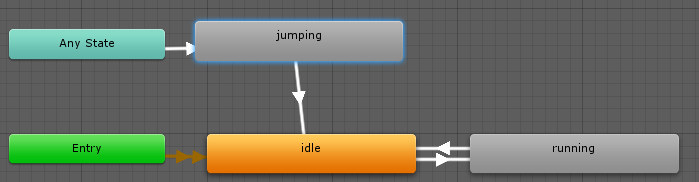 Any State
jumping
Entry
idle
running